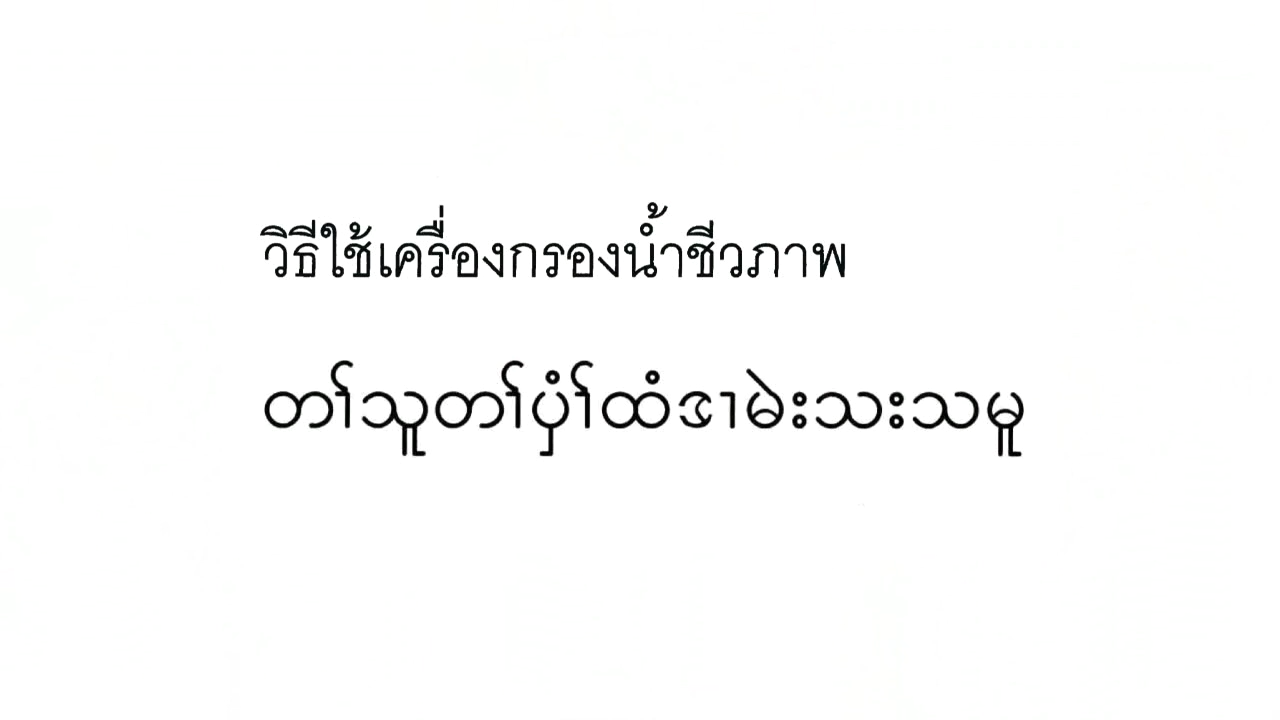 วิธีใช้เครื่องกรองน้ำชีวภาพ
တၢ်သူတၢ်ပှံၢ်ထံဒၢမဲးသးသမူ